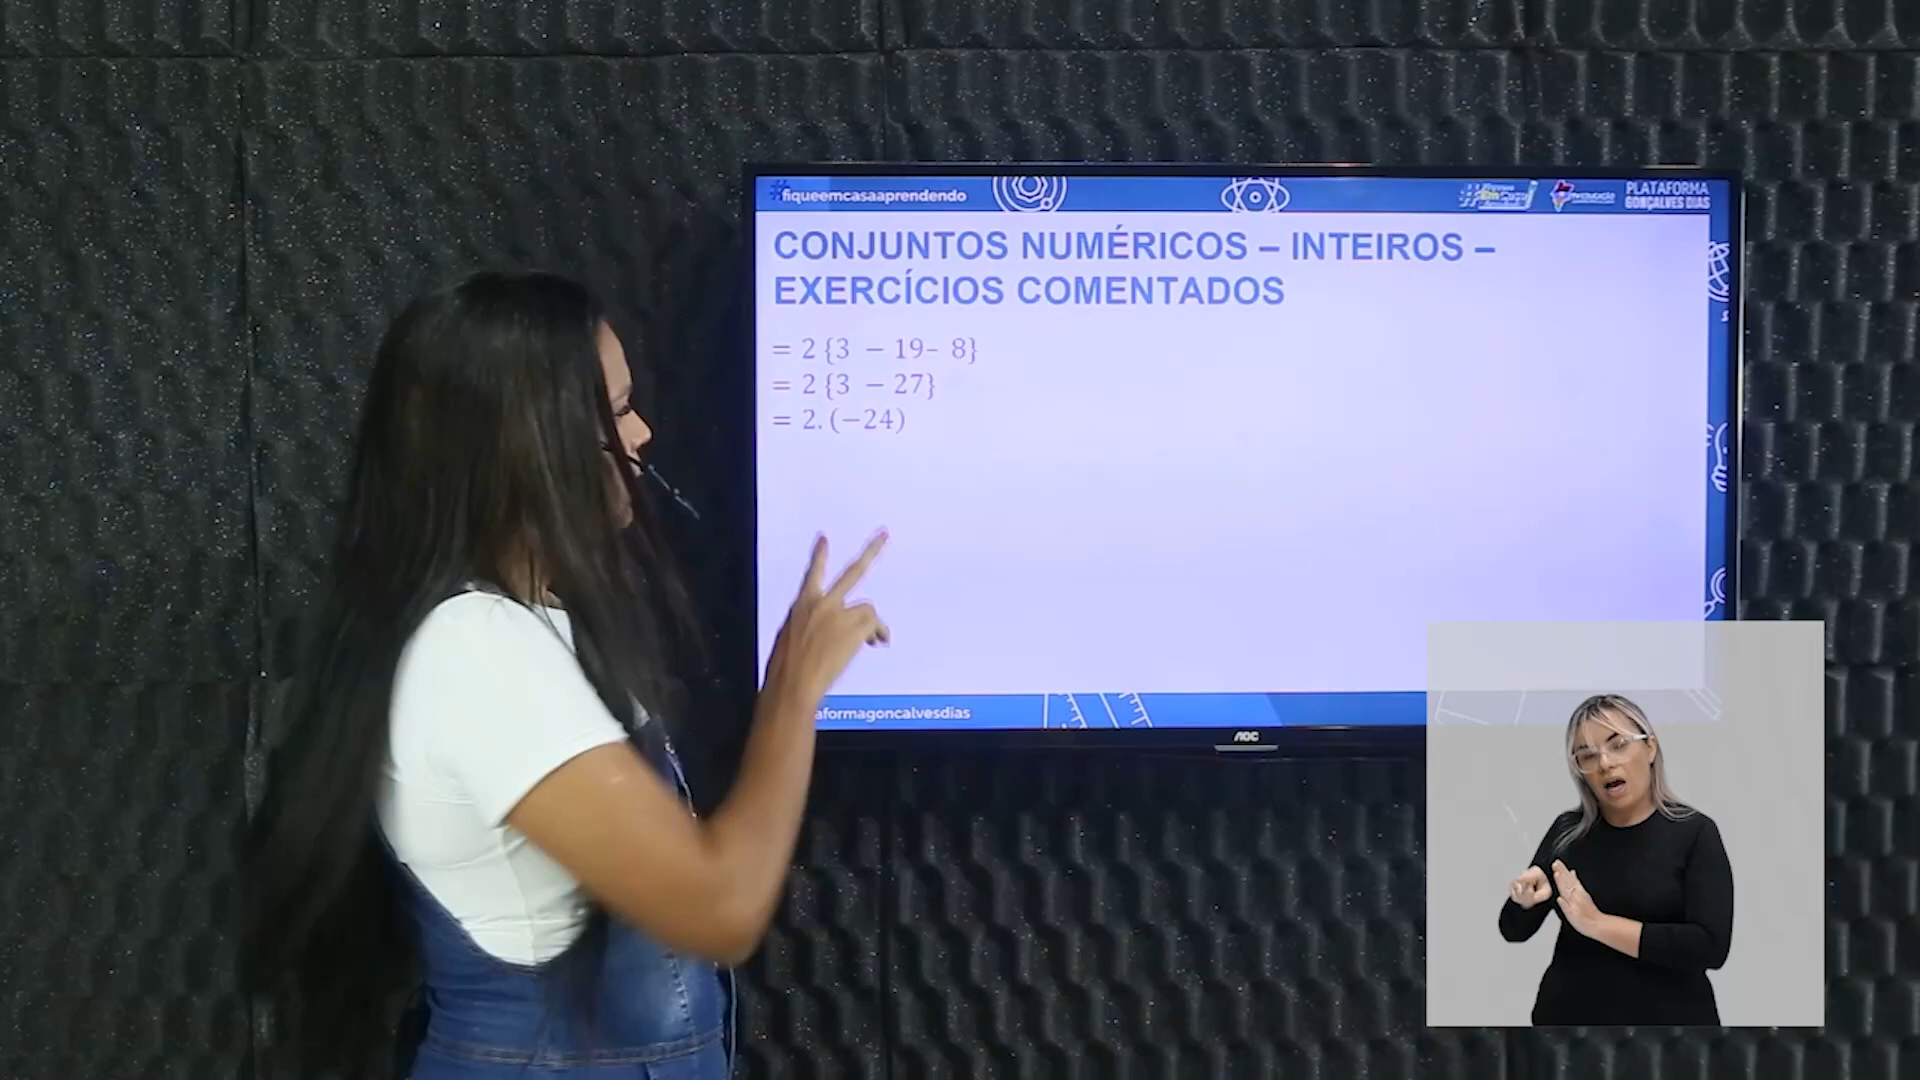 #fiqueemcasaaprendendo
PLATAFORMA
GONÇALVES DIAS
CONJUNTOS NUMÉRICOS – INTEIROS –
EXERCÍCIOS COMENTADOS
= 2 {3 – 19– 8}
= 2 {3 – 27}
= 2. (−24)
aformagoncalvesdias
AOC